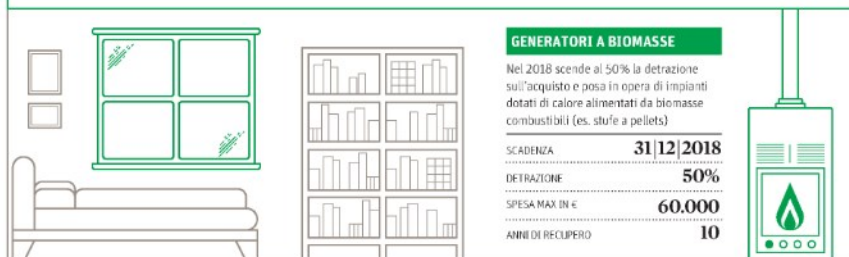 GENERATORI A BIOMASSE
Nel 2018 scende al 50% la detrazione
sull'acquisto e posa in opera di impianti
dotati di calore alimentati da biomasse
combustibili (es. stufe a pellets)
SCADENZA 31|12|2018
DETRAZIONE 50%
SPESA MAX IN € 60.000
ANNI DI RECUPERO 10